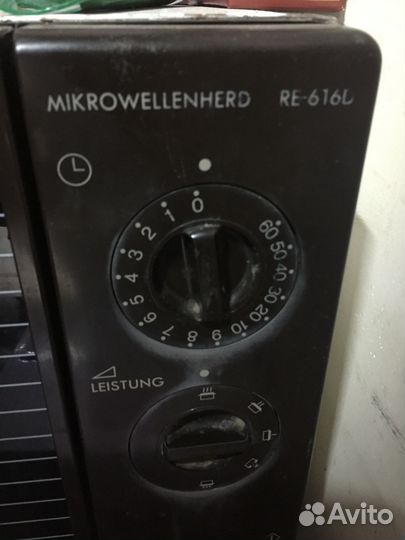 MIKROWELLENHERD RE-616D
0 1 2 3 4 5 6 7 8 9 10 20 30 40 50 60
LEISTUNG
Avito